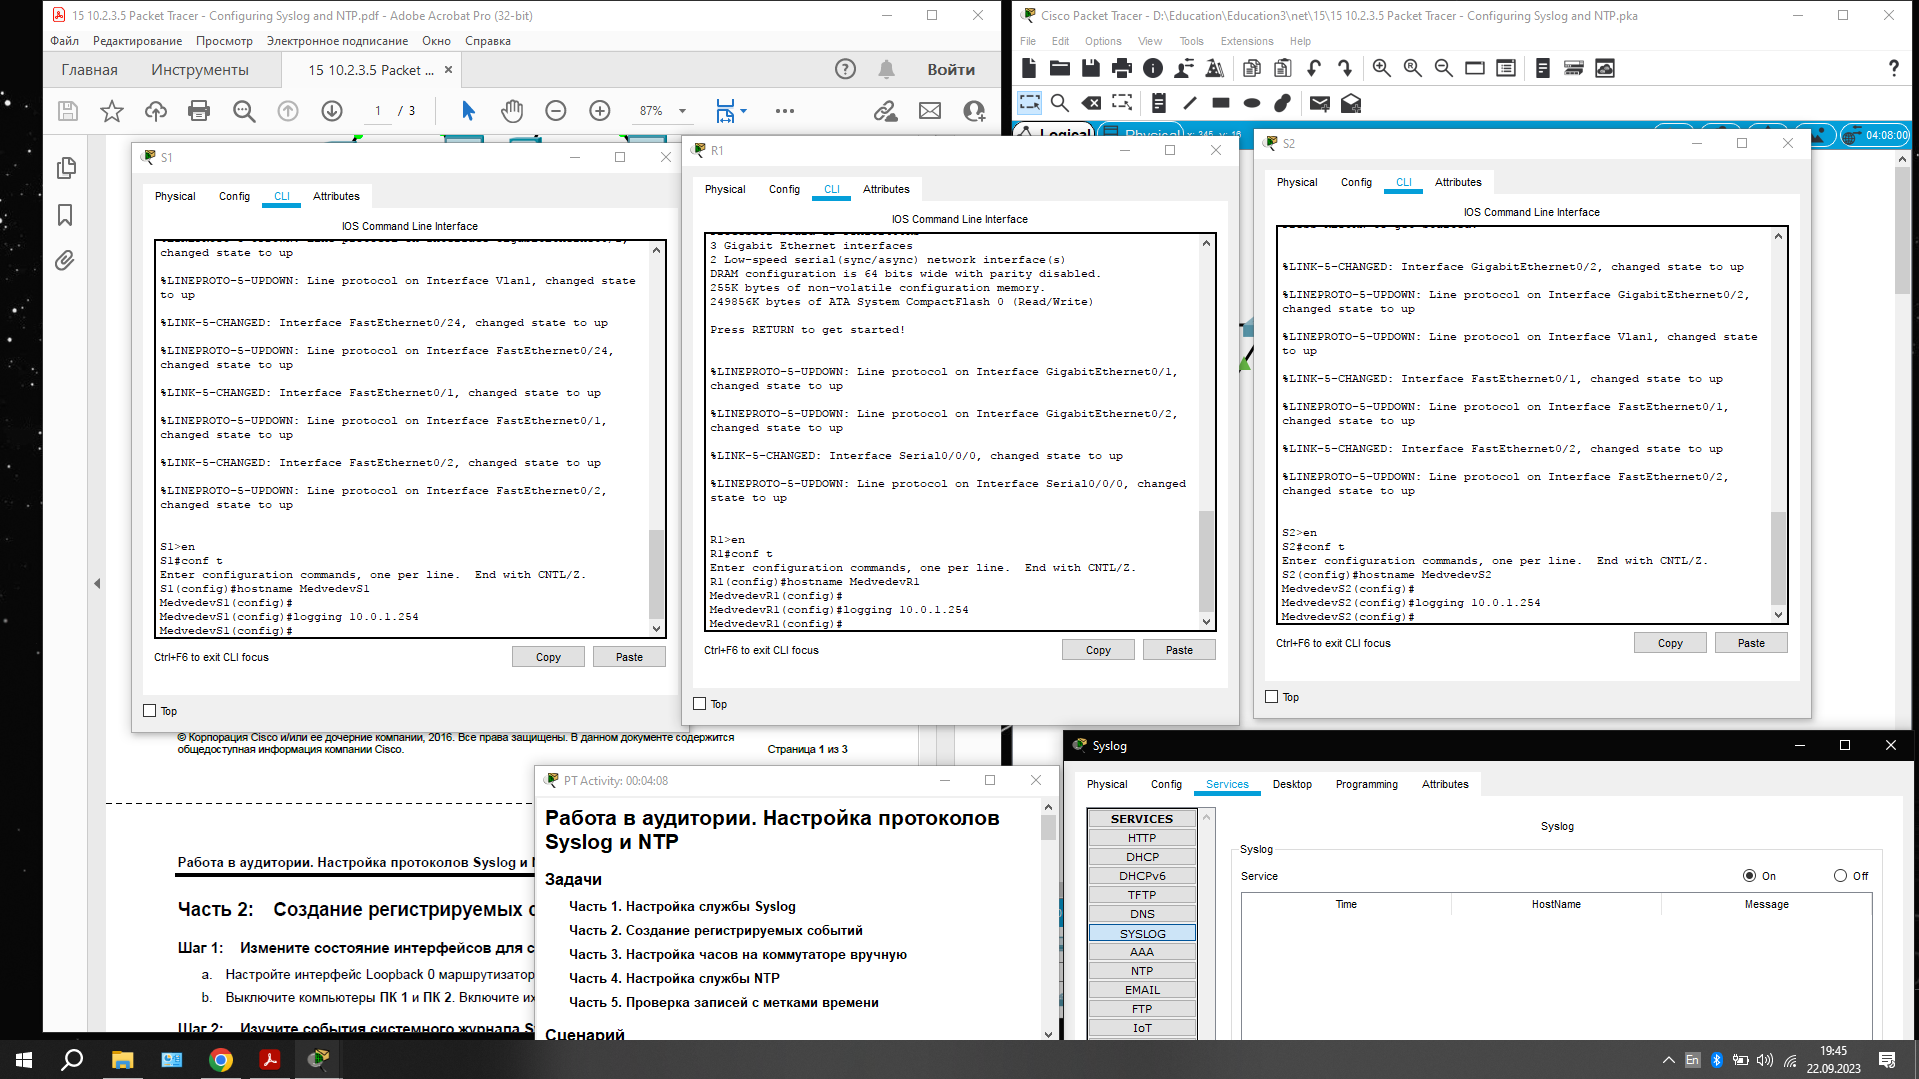 15 10.2.3.5 Packet Tracer - Configuring Syslog and NTP.pdf - Adobe Acrobat Pro (32-bit)
Файл Редактирование Просмотр Электронное подписание Окно Справка
Главная Инструменты 15 10.2.3.5 Packet ... × Войти
1 / 3 87%
Cisco Packet Tracer - D:\Education\Education3\net\15\15 10.2.3.5 Packet Tracer - Configuring Syslog and NTP.pka
File Edit Options View Tools Extensions Help
Logical Physical x: 345, y: 16 04:08:00
S1
Physical Config CLI Attributes
IOS Command Line Interface
changed state to up
%LINEPROTO-5-UPDOWN: Line protocol on Interface Vlan1, changed state
to up
%LINK-5-CHANGED: Interface FastEthernet0/24, changed state to up
%LINEPROTO-5-UPDOWN: Line protocol on Interface FastEthernet0/24,
changed state to up
%LINK-5-CHANGED: Interface FastEthernet0/1, changed state to up
%LINEPROTO-5-UPDOWN: Line protocol on Interface FastEthernet0/1,
changed state to up
%LINK-5-CHANGED: Interface FastEthernet0/2, changed state to up
%LINEPROTO-5-UPDOWN: Line protocol on Interface FastEthernet0/2,
changed state to up
S1>en
S1#conf t
Enter configuration commands, one per line. End with CNTL/Z.
S1(config)#hostname MedvedevS1
MedvedevS1(config)#
MedvedevS1(config)#logging 10.0.1.254
MedvedevS1(config)#
Ctrl+F6 to exit CLI focus
Copy Paste
Top
R1
Physical Config CLI Attributes
IOS Command Line Interface
3 Gigabit Ethernet interfaces
2 Low-speed serial(sync/async) network interface(s)
DRAM configuration is 64 bits wide with parity disabled.
255K bytes of non-volatile configuration memory.
249856K bytes of ATA System CompactFlash 0 (Read/Write)
Press RETURN to get started!
%LINEPROTO-5-UPDOWN: Line protocol on Interface GigabitEthernet0/1,
changed state to up
%LINEPROTO-5-UPDOWN: Line protocol on Interface GigabitEthernet0/2,
changed state to up
%LINK-5-CHANGED: Interface Serial0/0/0, changed state to up
%LINEPROTO-5-UPDOWN: Line protocol on Interface Serial0/0/0, changed
state to up
R1>en
R1#conf t
Enter configuration commands, one per line. End with CNTL/Z.
R1(config)#hostname MedvedevR1
MedvedevR1(config)#
MedvedevR1(config)#logging 10.0.1.254
MedvedevR1(config)#
Ctrl+F6 to exit CLI focus
Copy Paste
Top
S2
Physical Config CLI Attributes
IOS Command Line Interface
%LINK-5-CHANGED: Interface GigabitEthernet0/2, changed state to up
%LINEPROTO-5-UPDOWN: Line protocol on Interface GigabitEthernet0/2,
changed state to up
%LINEPROTO-5-UPDOWN: Line protocol on Interface Vlan1, changed state
to up
%LINK-5-CHANGED: Interface FastEthernet0/1, changed state to up
%LINEPROTO-5-UPDOWN: Line protocol on Interface FastEthernet0/1,
changed state to up
%LINK-5-CHANGED: Interface FastEthernet0/2, changed state to up
%LINEPROTO-5-UPDOWN: Line protocol on Interface FastEthernet0/2,
changed state to up
S2>en
S2#conf t
Enter configuration commands, one per line. End with CNTL/Z.
S2(config)#hostname MedvedevS2
MedvedevS2(config)#
MedvedevS2(config)#logging 10.0.1.254
MedvedevS2(config)#
Ctrl+F6 to exit CLI focus
Copy Paste
Top
© Корпорация Cisco и/или ее дочерние компании, 2016. Все права защищены. В данном документе содержится
общедоступная информация компании Cisco. Страница 1 из 3
Работа в аудитории. Настройка протоколов Syslog и
Часть 2: Создание регистрируемых
Шаг 1: Измените состояние интерфейсов для
a. Настройте интерфейс Loopback 0
b. Выключите компьютеры ПК 1 и ПК 2. Включите
Шаг 2: Изучите события системного журнала
PT Activity: 00:04:08
Работа в аудитории. Настройка протоколов
Syslog и NTP
Задачи
Часть 1. Настройка службы Syslog
Часть 2. Создание регистрируемых событий
Часть 3. Настройка часов на коммутаторе вручную
Часть 4. Настройка службы NTP
Часть 5. Проверка записей с метками времени
Сценарий
Syslog
Physical Config Services Desktop Programming Attributes
SERVICES
HTTP
DHCP
DHCPv6
TFTP
DNS
SYSLOG
AAA
NTP
EMAIL
FTP
IoT
Syslog
Syslog
Service On Off
Time HostName Message
En
19:45
22.09.2023